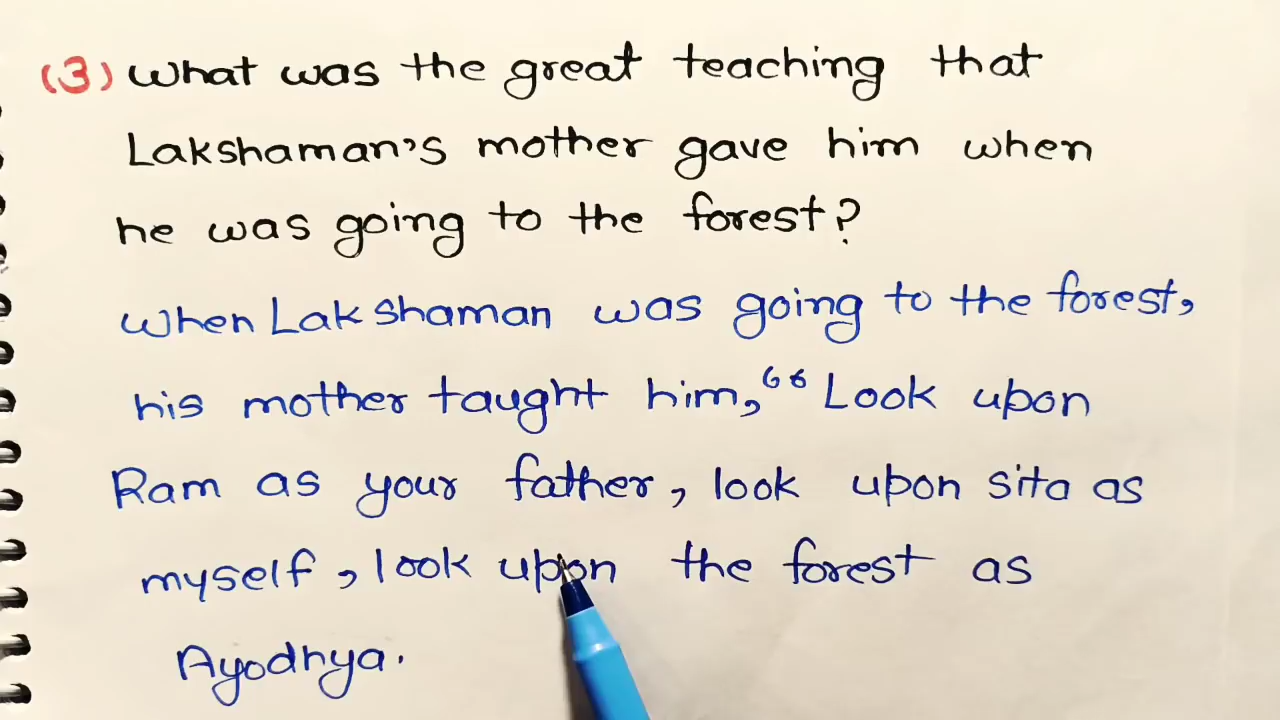 (3) What was the great teaching that
Lakshaman's mother gave him when
he was going to the forest?
When Lakshaman was going to the forest,
his mother taught him, “Look upon
Ram as your father, look upon sita as
myself, look upon the forest as
Ayodhya.